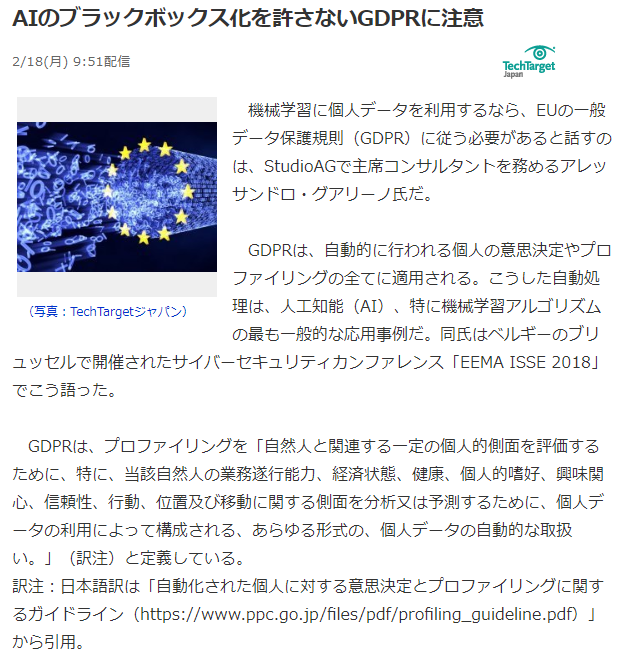 AIのブラックボックス化を許さないGDPRに注意
2/18(月) 9:51配信
TechTarget
Japan
機械学習に個人データを利用するなら、EUの一般
データ保護規則（GDPR）に従う必要があると話すの
は、StudioAGで主席コンサルタントを務めるアレッ
サンドロ・グアリーノ氏だ。
GDPRは、自動的に行われる個人の意思決定やプロ
ファイリングの全てに適用される。こうした自動処
理は、人工知能（AI）、特に機械学習アルゴリズム
（写真：TechTargetジャパン）
の最も一般的な応用事例だ。同氏はベルギーのブリ
ュッセルで開催されたサイバーセキュリティカンファレンス「EEMA ISSE 2018」
でこう語った。
GDPRは、プロファイリングを「自然人と関連する一定の個人的側面を評価する
ために、特に、当該自然人の業務遂行能力、経済状態、健康、個人的嗜好、興味関
心、信頼性、行動、位置及び移動に関する側面を分析又は予測するために、個人デ
ータの利用によって構成される、あらゆる形式の、個人データの自動的な取扱
い。」（訳注）と定義している。
訳注：日本語訳は「自動化された個人に対する意思決定とプロファイリングに関す
るガイドライン（https://www.ppc.go.jp/files/pdf/profiling_guideline.pdf）」
から引用。